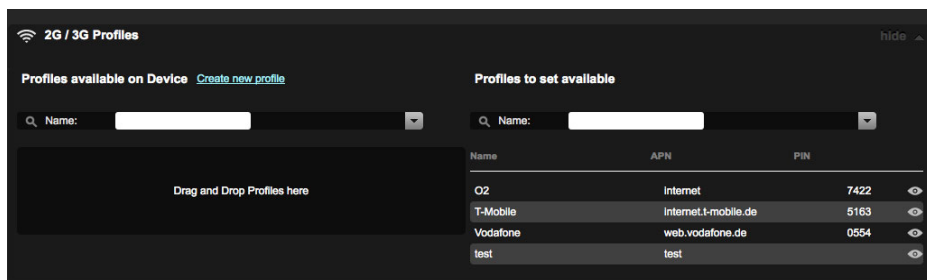 2G / 3G Profiles
hide
Profiles available on Device Create new profile
Profiles to set available
Name:
Name:
Drag and Drop Profiles here
Name APN PIN
O2 Internet 7422
T-Mobile internet.t-mobile.de 5163
Vodafone web.vodafone.de 0554
test test